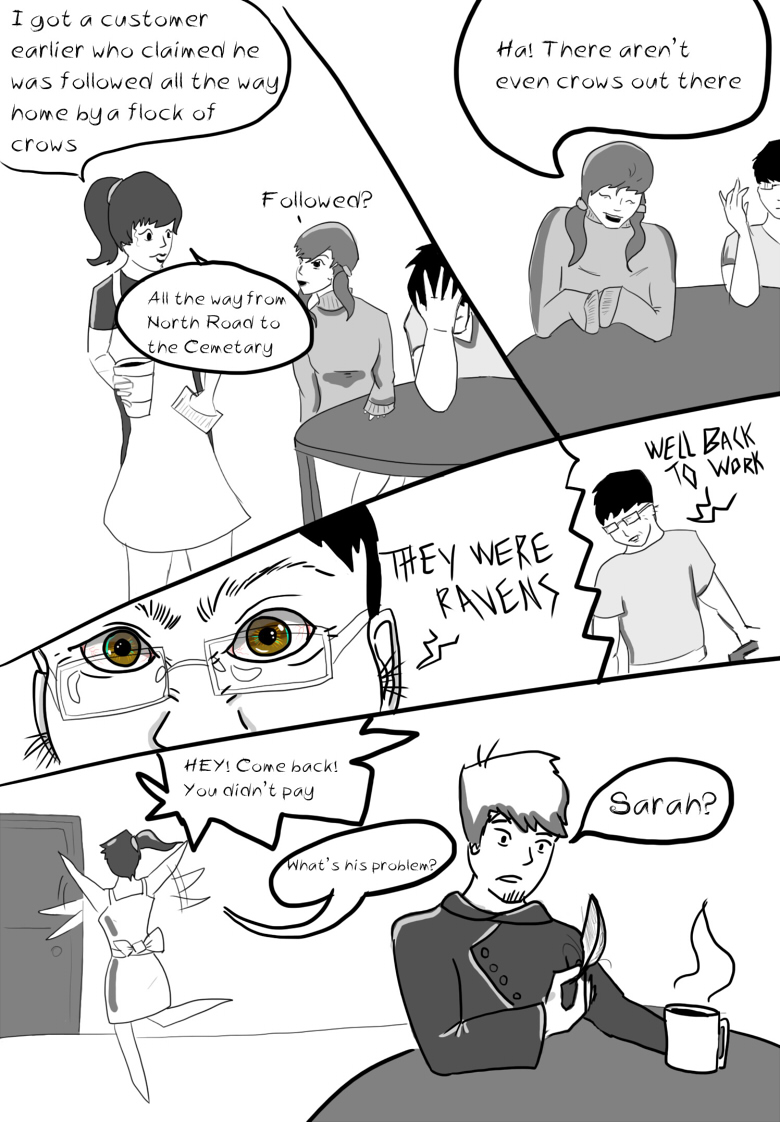 I got a customer
earlier who claimed he
was followed all the way
home by a flock of
crows
Followed?
All the way from
North Road to
the Cemetary
Ha! There aren't
even crows out there
THEY WERE
RAVENS
WELL BACK
TO WORK
HEY! Come back!
You didn't pay
What's his problem?
Sarah?